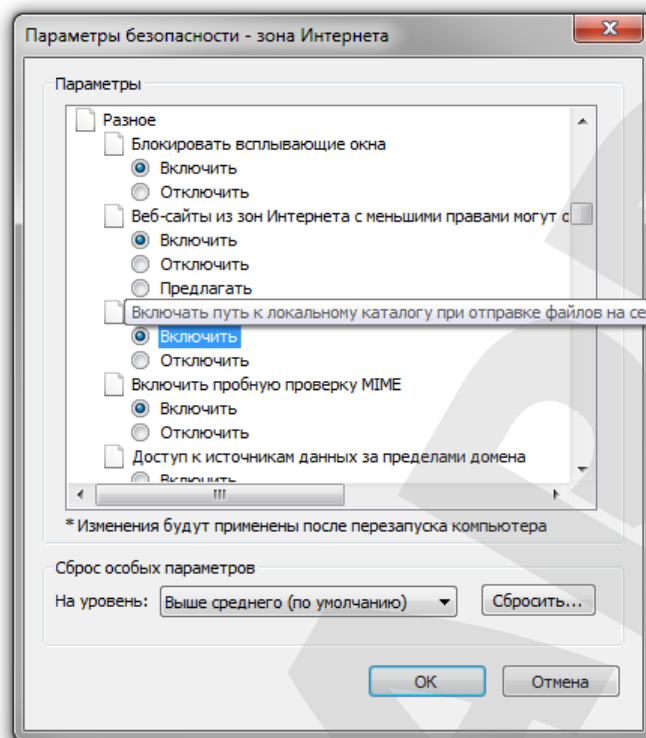 Параметры безопасности - зона Интернета
Параметры
Разное
Блокировать всплывающие окна
Включить
Отключить
Веб-сайты из зон Интернета с меньшими правами могут о
Включить
Отключить
Предлагать
Включать путь к локальному каталогу при отправке файлов на се
Включить
Отключить
Включить пробную проверку MIME
Включить
Отключить
Доступ к источникам данных за пределами домена
Включить
* Изменения будут применены после перезапуска компьютера
Сброс особых параметров
На уровень: Выше среднего (по умолчанию) Сбросить...
ОК Отмена